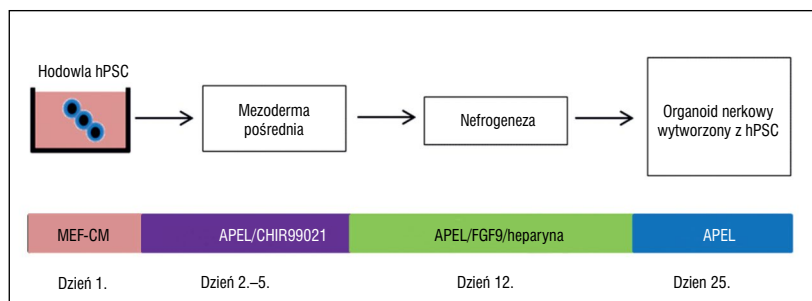 Hodowla hPSC
Mezoderma
pośrednia
Nefrogeneza
Organoid nerkowy
wytworzony z hPSC
MEF-CM
APEL/CHIR99021
APEL/FGF9/heparyna
APEL
Dzień 1.
Dzień 2.–5.
Dzień 12.
Dzien 25.